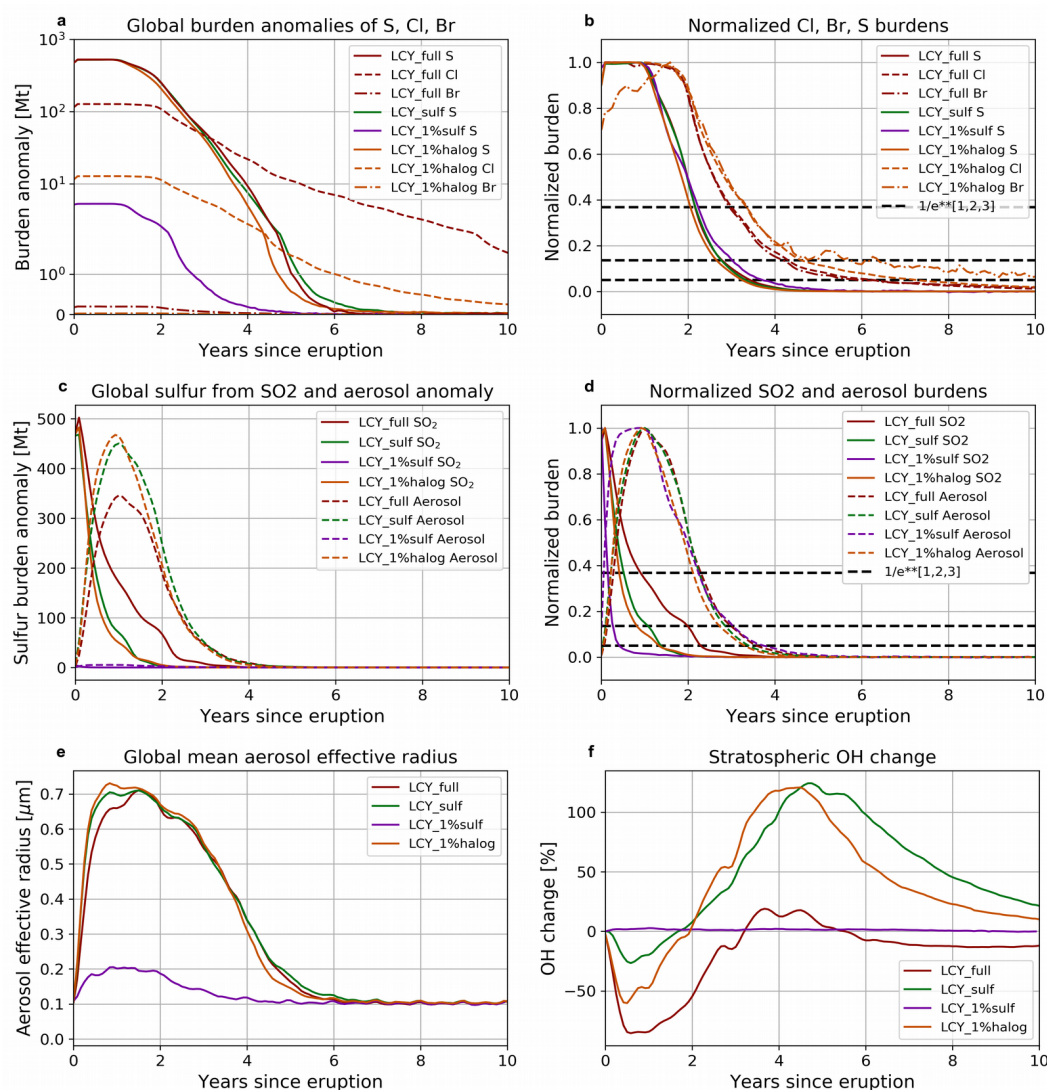 a Global burden anomalies of S, Cl, Br
10³
10²
10¹
10⁰
0
Burden anomaly [Mt]
LCY_full S
LCY_full Cl
LCY_full Br
LCY_sulf S
LCY_1%sulf S
LCY_1%halog S
LCY_1%halog Cl
LCY_1%halog Br
0 2 4 6 8 10
Years since eruption
b Normalized Cl, Br, S burdens
1.0
0.8
0.6
0.4
0.2
0.0
Normalized burden
LCY_full S
LCY_full Cl
LCY_full Br
LCY_sulf S
LCY_1%sulf S
LCY_1%halog S
LCY_1%halog Cl
LCY_1%halog Br
1/e**[1,2,3]
0 2 4 6 8 10
Years since eruption
c Global sulfur from SO2 and aerosol anomaly
500
400
300
200
100
0
Sulfur burden anomaly [Mt]
LCY_full SO₂
LCY_sulf SO₂
LCY_1%sulf SO₂
LCY_1%halog SO₂
LCY_full Aerosol
LCY_sulf Aerosol
LCY_1%sulf Aerosol
LCY_1%halog Aerosol
0 2 4 6 8 10
Years since eruption
d Normalized SO2 and aerosol burdens
1.0
0.8
0.6
0.4
0.2
0.0
Normalized burden
LCY_full SO2
LCY_sulf SO2
LCY_1%sulf SO2
LCY_1%halog SO2
LCY_full Aerosol
LCY_sulf Aerosol
LCY_1%sulf Aerosol
LCY_1%halog Aerosol
1/e**[1,2,3]
0 2 4 6 8 10
Years since eruption
e Global mean aerosol effective radius
0.7
0.6
0.5
0.4
0.3
0.2
0.1
0.0
Aerosol effective radius [μm]
LCY_full
LCY_sulf
LCY_1%sulf
LCY_1%halog
0 2 4 6 8 10
Years since eruption
f Stratospheric OH change
100
50
0
−50
OH change [%]
LCY_full
LCY_sulf
LCY_1%sulf
LCY_1%halog
0 2 4 6 8 10
Years since eruption